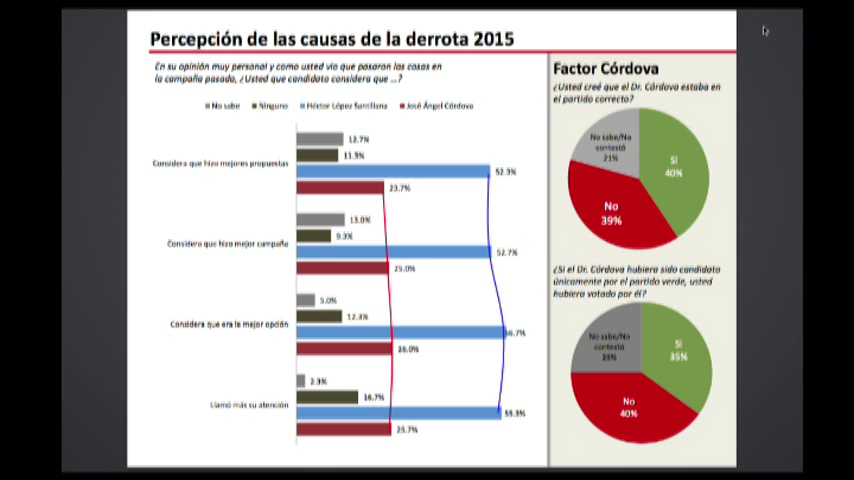 Percepción de las causas de la derrota 2015
En su opinión muy personal y como usted vio que pasaron las cosas en
la campaña pasada, ¿Usted que candidato considera que ...?
No sabe Ninguno Héctor López Santillana José Ángel Córdova
Considera que hizo mejores propuestas
12.7%
11.3%
52.3%
23.7%
Considera que hizo mejor campaña
13.0%
9.3%
52.7%
25.0%
Considera que era la mejor opción
5.0%
12.3%
56.7%
26.0%
Llamó más su atención
2.3%
16.7%
55.3%
25.7%
Factor Córdova
¿Usted creé que el Dr. Córdova estaba en
el partido correcto?
No sabe/No
contestó
21%
Si
40%
No
39%
¿Si el Dr. Córdova hubiera sido candidato
únicamente por el partido verde, usted
hubiera votado por él?
No sabe/No
contestó
25%
Si
35%
No
40%